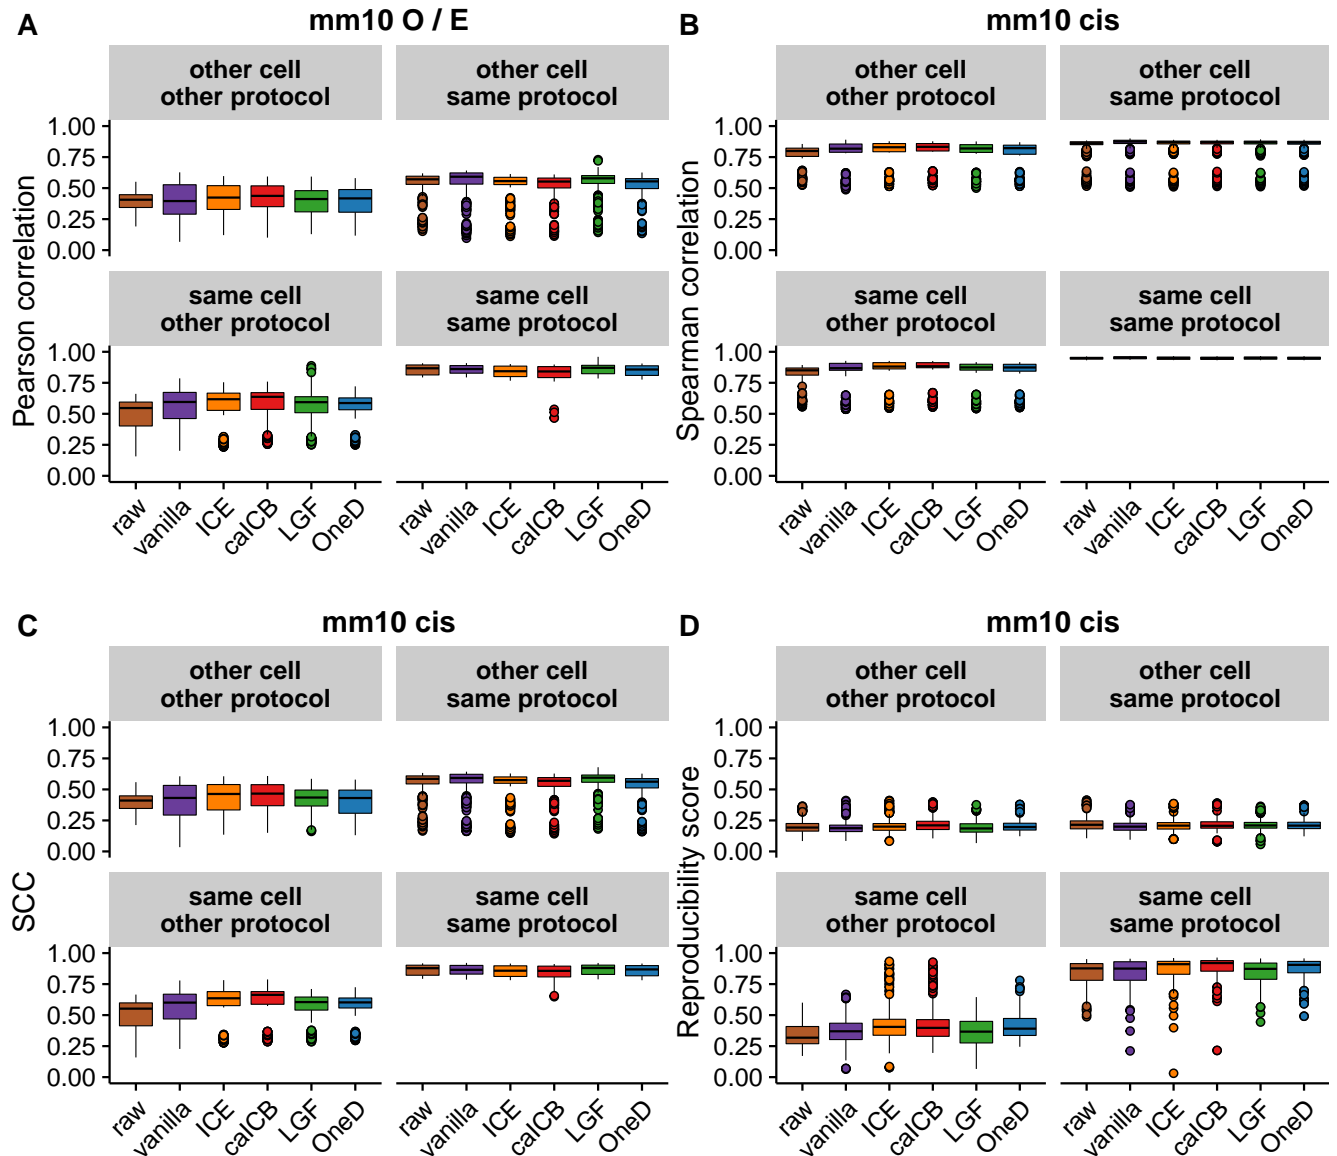 A
mm10 O / E
other cell
other protocol
other cell
same protocol
1.00
0.75
0.50
0.25
0.00
same cell
other protocol
same cell
same protocol
1.00
0.75
0.50
0.25
0.00
Pearson correlation
raw
vanilla
ICE
calCB
LGF
OneD
raw
vanilla
ICE
calCB
LGF
OneD
B
mm10 cis
other cell
other protocol
other cell
same protocol
1.00
0.75
0.50
0.25
0.00
same cell
other protocol
same cell
same protocol
1.00
0.75
0.50
0.25
0.00
Spearman correlation
raw
vanilla
ICE
calCB
LGF
OneD
raw
vanilla
ICE
calCB
LGF
OneD
C
mm10 cis
other cell
other protocol
other cell
same protocol
1.00
0.75
0.50
0.25
0.00
same cell
other protocol
same cell
same protocol
1.00
0.75
0.50
0.25
0.00
SCC
raw
vanilla
ICE
calCB
LGF
OneD
raw
vanilla
ICE
calCB
LGF
OneD
D
mm10 cis
other cell
other protocol
other cell
same protocol
1.00
0.75
0.50
0.25
0.00
same cell
other protocol
same cell
same protocol
1.00
0.75
0.50
0.25
0.00
Reproducibility score
raw
vanilla
ICE
calCB
LGF
OneD
raw
vanilla
ICE
calCB
LGF
OneD